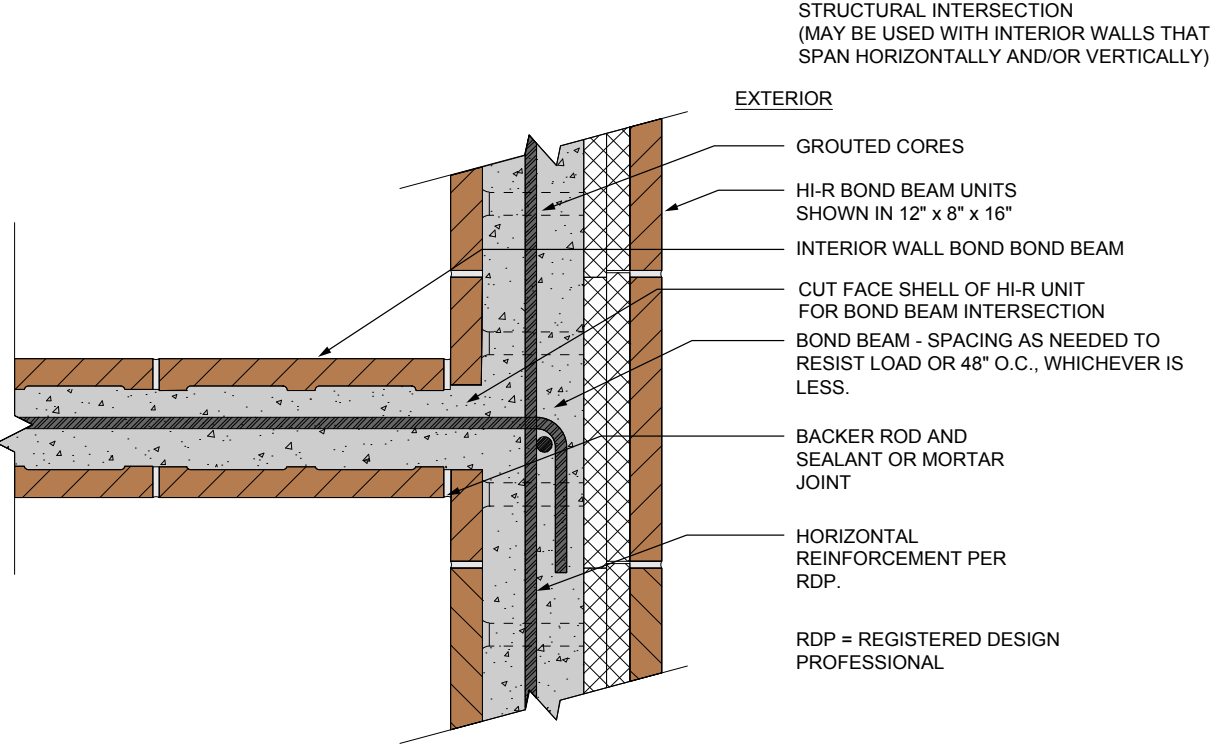 STRUCTURAL INTERSECTION
(MAY BE USED WITH INTERIOR WALLS THAT
SPAN HORIZONTALLY AND/OR VERTICALLY)
EXTERIOR
GROUTED CORES
HI-R BOND BEAM UNITS
SHOWN IN 12" x 8" x 16"
INTERIOR WALL BOND BOND BEAM
CUT FACE SHELL OF HI-R UNIT
FOR BOND BEAM INTERSECTION
BOND BEAM - SPACING AS NEEDED TO
RESIST LOAD OR 48" O.C., WHICHEVER IS
LESS.
BACKER ROD AND
SEALANT OR MORTAR
JOINT
HORIZONTAL
REINFORCEMENT PER
RDP.
RDP = REGISTERED DESIGN
PROFESSIONAL